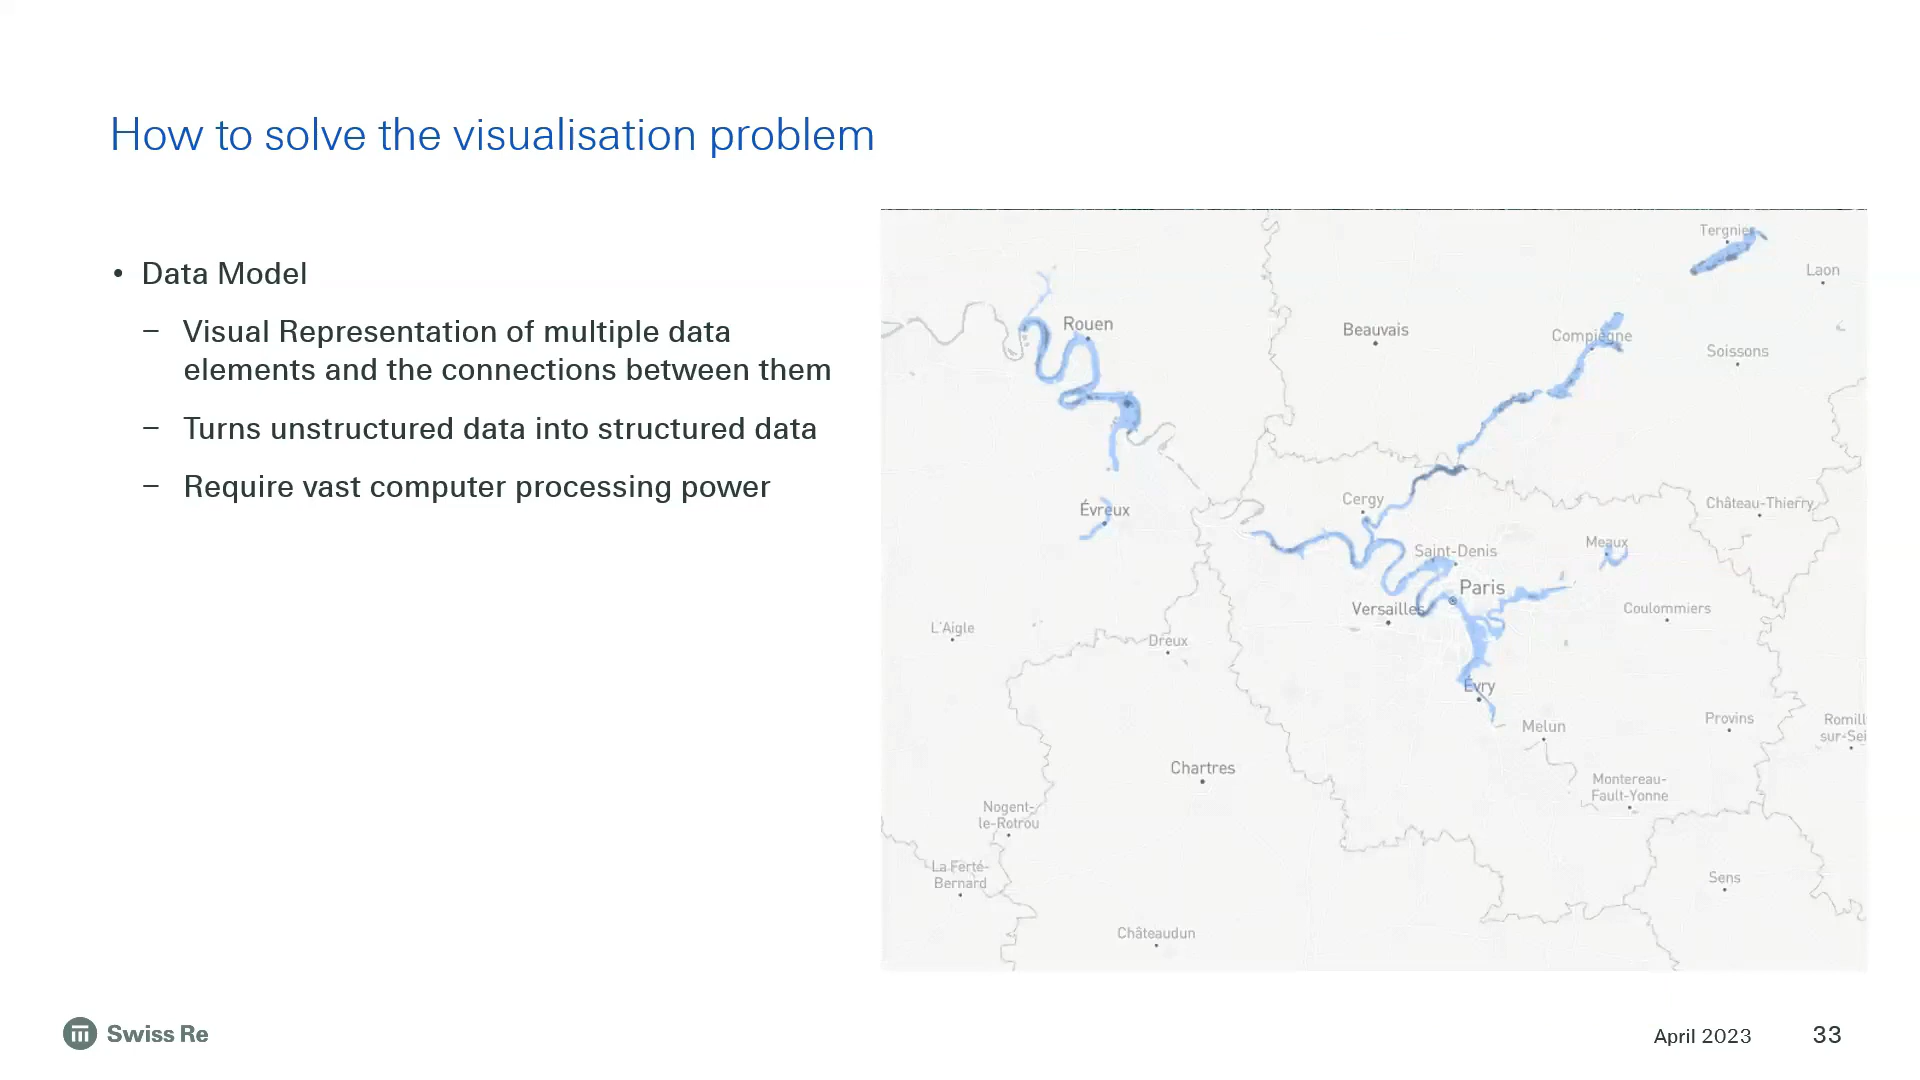 How to solve the visualisation problem
• Data Model
– Visual Representation of multiple data
elements and the connections between them
– Turns unstructured data into structured data
– Require vast computer processing power
Tergnier
Laon
Rouen
Beauvais
Compiègne
Soissons
Cergy
Château-Thierry
Évreux
Saint-Denis
Meaux
Paris
Versailles
Coulommiers
L'Aigle
Dreux
Évry
Melun
Provins
Romill
sur-Sei
Chartres
Montereau-
Fault-Yonne
Nogent-
le-Rotrou
La Ferté-
Bernard
Sens
Châteaudun
Swiss Re
April 2023
33